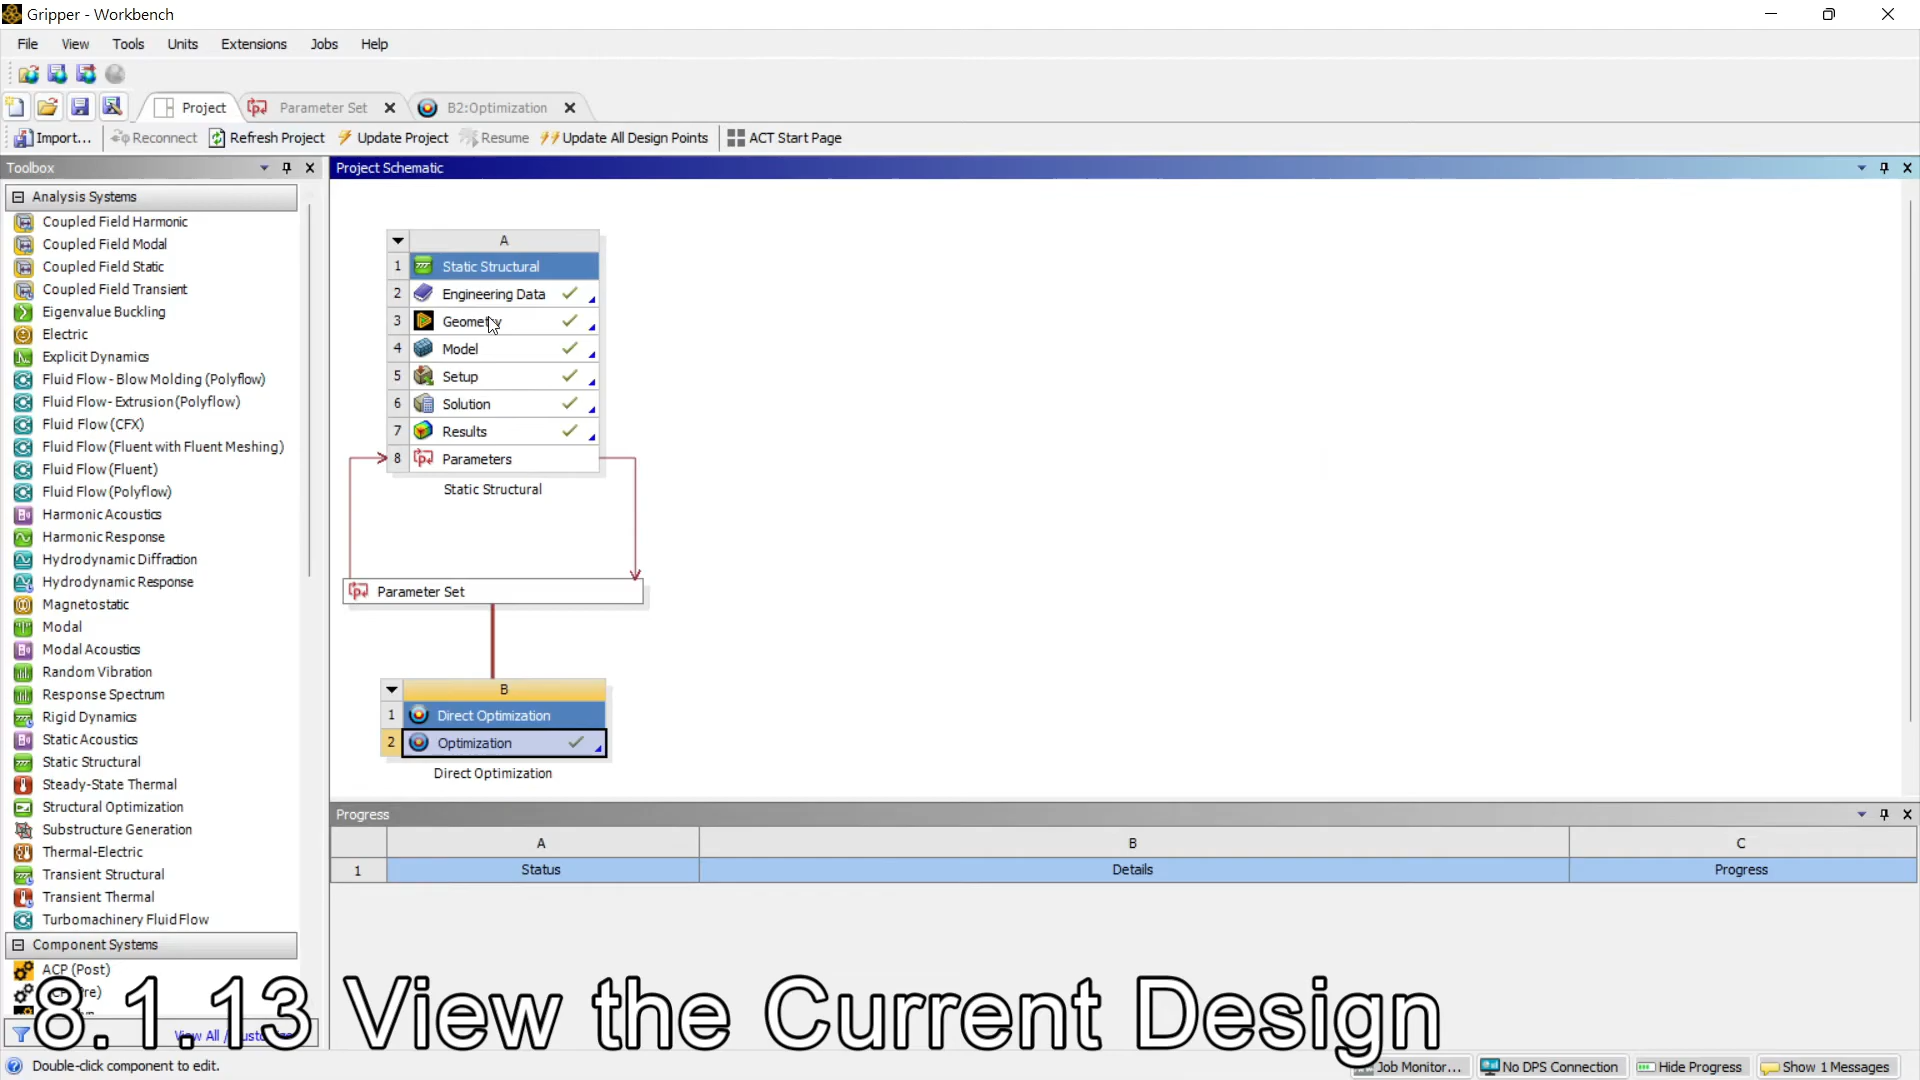 Gripper - Workbench
File View Tools Units Extensions Jobs Help
Project Parameter Set B2:Optimization
Import... Reconnect Refresh Project Update Project Resume Update All Design Points ACT Start Page
Toolbox
Analysis Systems
Coupled Field Harmonic
Coupled Field Modal
Coupled Field Static
Coupled Field Transient
Eigenvalue Buckling
Electric
Explicit Dynamics
Fluid Flow - Blow Molding (Polyflow)
Fluid Flow- Extrusion (Polyflow)
Fluid Flow (CFX)
Fluid Flow (Fluent with Fluent Meshing)
Fluid Flow (Fluent)
Fluid Flow (Polyflow)
Harmonic Acoustics
Harmonic Response
Hydrodynamic Diffraction
Hydrodynamic Response
Magnetostatic
Modal
Modal Acoustics
Random Vibration
Response Spectrum
Rigid Dynamics
Static Acoustics
Static Structural
Steady-State Thermal
Structural Optimization
Substructure Generation
Thermal-Electric
Transient Structural
Transient Thermal
Turbomachinery Fluid Flow
Component Systems
ACP (Post)
View All /
Project Schematic
A
1 Static Structural
2 Engineering Data
3 Geometry
4 Model
5 Setup
6 Solution
7 Results
8 Parameters
Static Structural
Parameter Set
B
1 Direct Optimization
2 Optimization
Direct Optimization
Progress
A B C
1 Status Details Progress
8.1.13 View the Current Design
Double-click component to edit.
Job Monitor... No DPS Connection Hide Progress Show 1 Messages